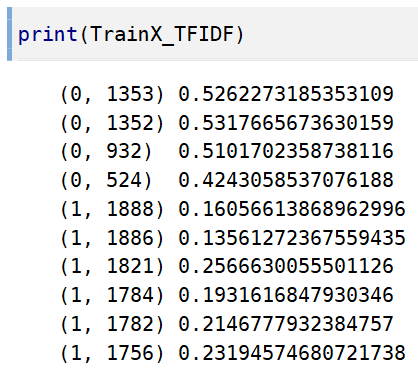 print(TrainX_TFIDF)
(0, 1353) 0.5262273185353109
(0, 1352) 0.5317665673630159
(0, 932) 0.5101702358738116
(0, 524) 0.4243058537076188
(1, 1888) 0.16056613868962996
(1, 1886) 0.13561272367559435
(1, 1821) 0.2566630055501126
(1, 1784) 0.1931616847930346
(1, 1782) 0.2146777932384757
(1, 1756) 0.23194574680721738